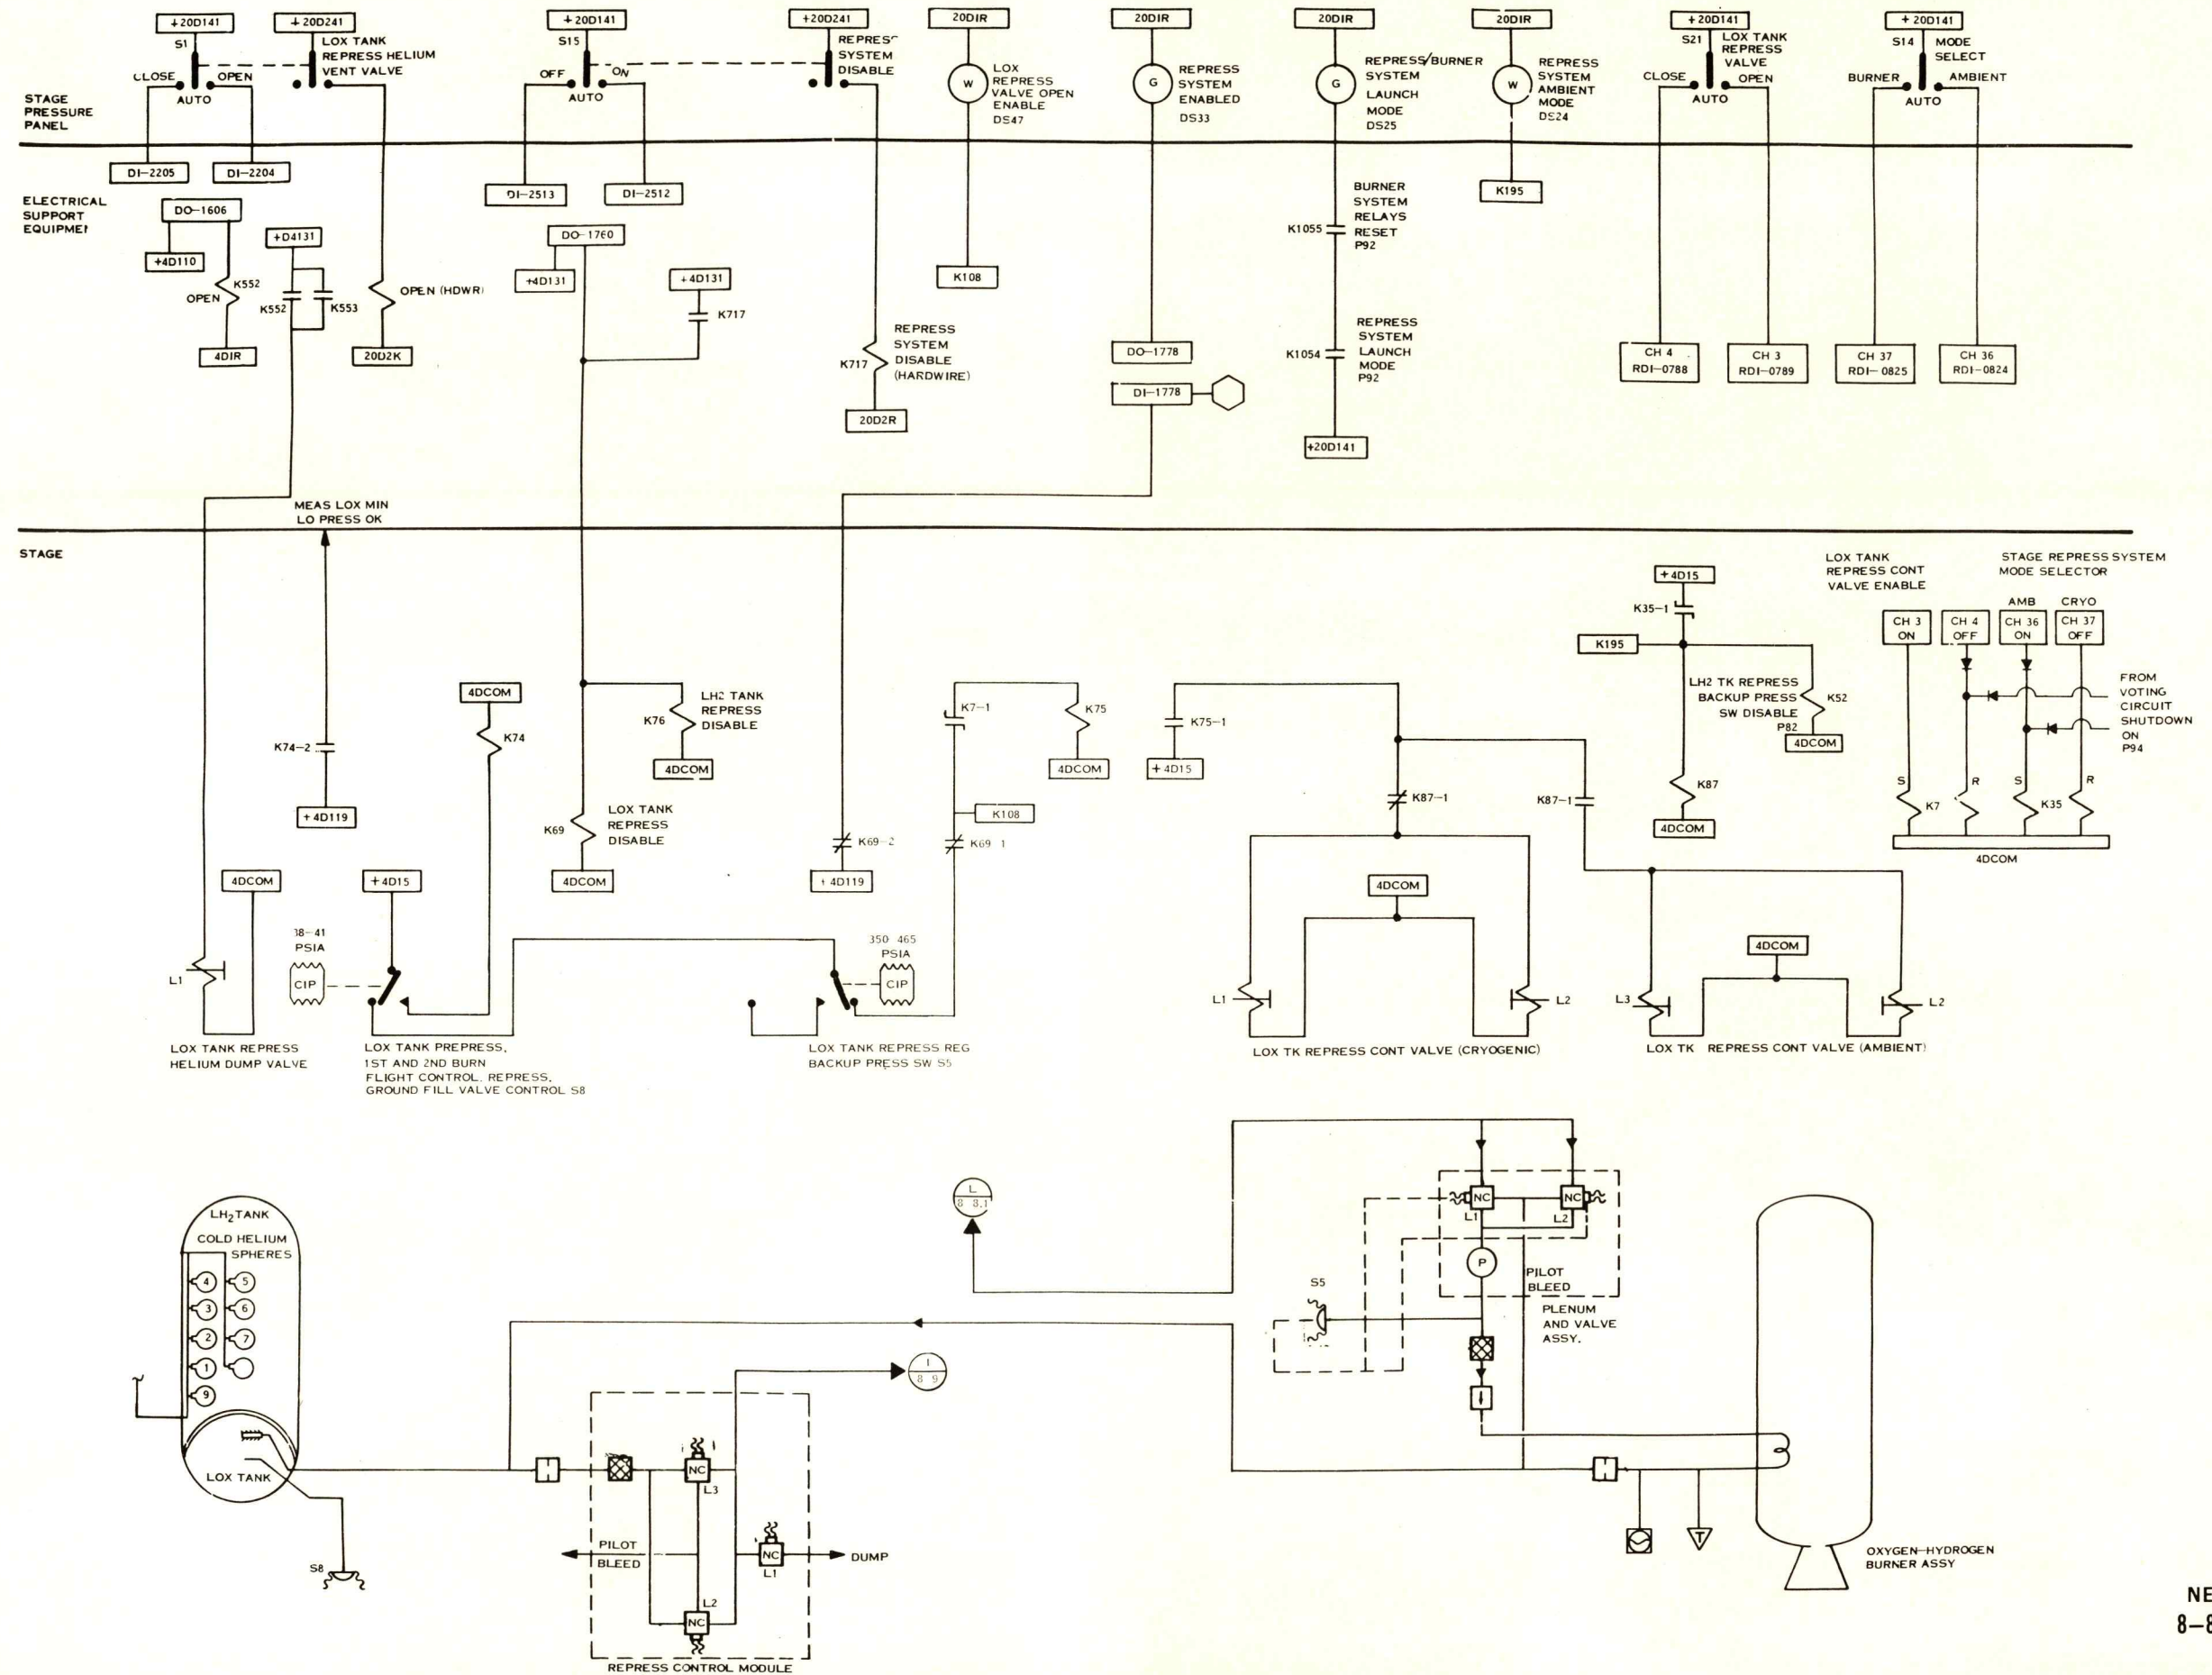 +20D141
+20D241
+20D141
+20D241
20DIR
20DIR
20DIR
20DIR
+20D141
+20D141
S1
LOX TANK
REPRESS HELIUM
VENT VALVE
CLOSE
OPEN
AUTO
S15
OFF
ON
AUTO
SYSTEM
DISABLE
W
LOX
REPRESS
VALVE OPEN
ENABLE
DS47
G
REPRESS
SYSTEM
ENABLED
DS33
G
REPRESS/BURNER
SYSTEM
LAUNCH
MODE
DS25
W
REPRESS
SYSTEM
AMBIENT
MODE
DS24
S21
LOX TANK
REPRESS
VALVE
CLOSE
OPEN
AUTO
S14
MODE
SELECT
BURNER
AMBIENT
AUTO
STAGE
PRESSURE
PANEL
DI-2205
DI-2204
DI-2513
DI-2512
K195
ELECTRICAL
SUPPORT
DO-1606
+4D110
+D4131
K552
OPEN
K552
K553
OPEN (HDWR)
4DIR
20D2K
DO-1760
+4D131
+4D131
K717
K108
REPRESS
SYSTEM
DISABLE
(HARDWIRE)
K717
20D2R
DO-1778
DI-1778
BURNER
SYSTEM
RELAYS
RESET
P92
K1055
REPRESS
SYSTEM
LAUNCH
MODE
P92
K1054
+20D141
CH 4
RDI-0788
CH 3
RDI-0789
CH 37
RDI-0825
CH 36
RDI-0824
MEAS LOX MIN
LO PRESS OK
STAGE
K74-2
+4D119
4DCOM
K74
K76
LH2 TANK
REPRESS
DISABLE
4DCOM
K69
LOX TANK
REPRESS
DISABLE
4DCOM
K69-2
+4D119
K7-1
K75
4DCOM
K108
K69 1
K75-1
+4D15
K87-1
K87-1
+4D15
K35-1
K195
LH2 TK REPRESS
BACKUP PRESS
SW DISABLE
P82
K52
4DCOM
K87
4DCOM
LOX TANK
REPRESS CONT
VALVE ENABLE
STAGE REPRESS SYSTEM
MODE SELECTOR
AMB
CRYO
CH 3
ON
CH 4
OFF
CH 36
ON
CH 37
OFF
FROM
VOTING
CIRCUIT
SHUTDOWN
ON
P94
S
R
S
R
K7
K35
4DCOM
4DCOM
L1
LOX TANK REPRESS
HELIUM DUMP VALVE
PSIA
CIP
+4D15
LOX TANK PREPRESS,
1ST AND 2ND BURN
FLIGHT CONTROL, REPRESS,
GROUND FILL VALVE CONTROL S8
350 465
PSIA
CIP
LOX TANK REPRESS REG
BACKUP PRESS SW S5
4DCOM
L1
L2
LOX TK REPRESS CONT VALVE (CRYOGENIC)
4DCOM
L3
L2
LOX TK REPRESS CONT VALVE (AMBIENT)
LH2 TANK
COLD HELIUM
SPHERES
4
5
3
6
2
7
1
9
LOX TANK
S8
L
8 8.1
8 9
NC
L3
PILOT
BLEED
NC
L1
DUMP
L2
NC
REPRESS CONTROL MODULE
NC
L1
NC
L2
P
PILOT
BLEED
PLENUM
AND VALVE
ASSY.
S5
T
OXYGEN-HYDROGEN
BURNER ASSY